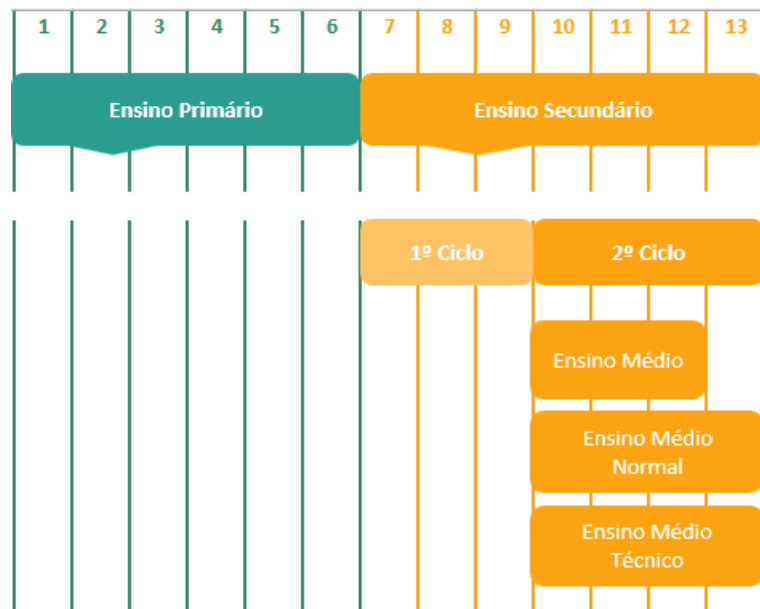 1 2 3 4 5 6 7 8 9 10 11 12 13
Ensino Primário Ensino Secundário
1º Ciclo 2º Ciclo
Ensino Médio
Ensino Médio
Normal
Ensino Médio
Técnico